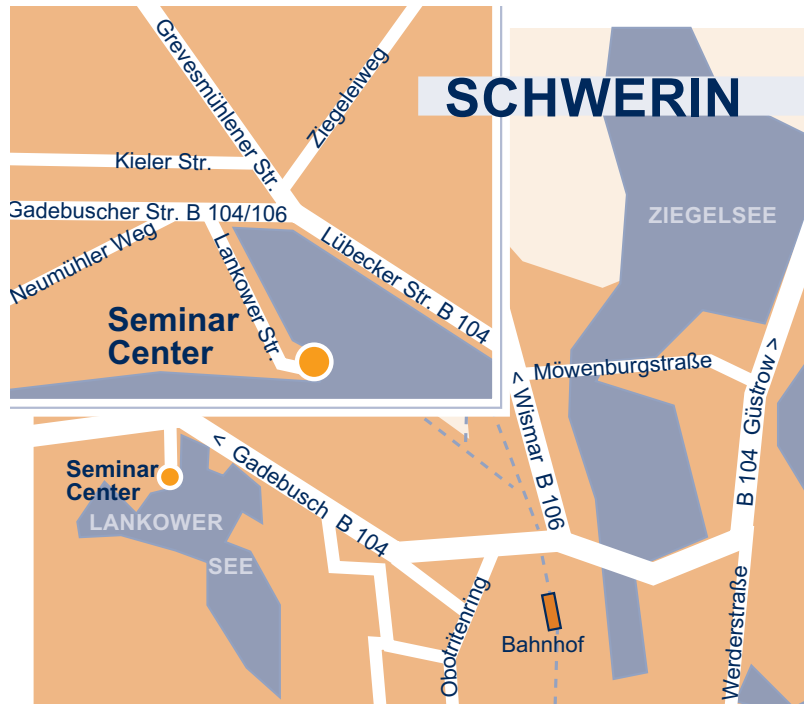 SCHWERIN
Grevesmühlener Str.
Ziegeleiweg
Kieler Str.
Gadebuscher Str. B 104/106
Neumühler Weg
Lankower Str.
Lübecker Str. B 104
Seminar
Center
ZIEGELSEE
Möwenburgstraße
< Wismar B 106
B 104 Güstrow >
< Gadebusch B 104
Seminar
Center
LANKOWER
SEE
Obotritenring
Bahnhof
Werderstraße